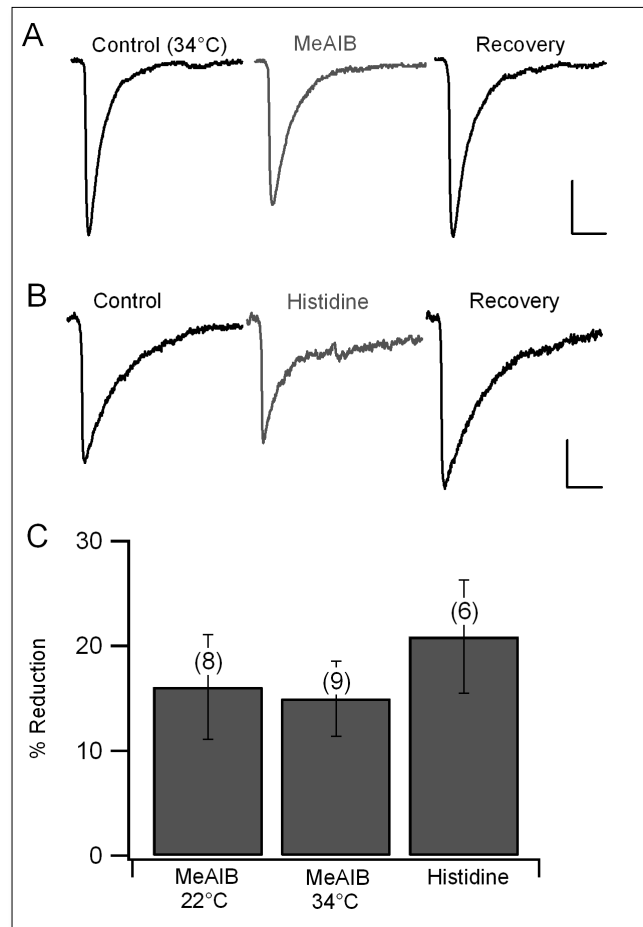 A
Control (34°C) MeAIB Recovery
B
Control Histidine Recovery
C
30
20
10
0
% Reduction
(8) (9) (6)
MeAIB
22°C
MeAIB
34°C
Histidine